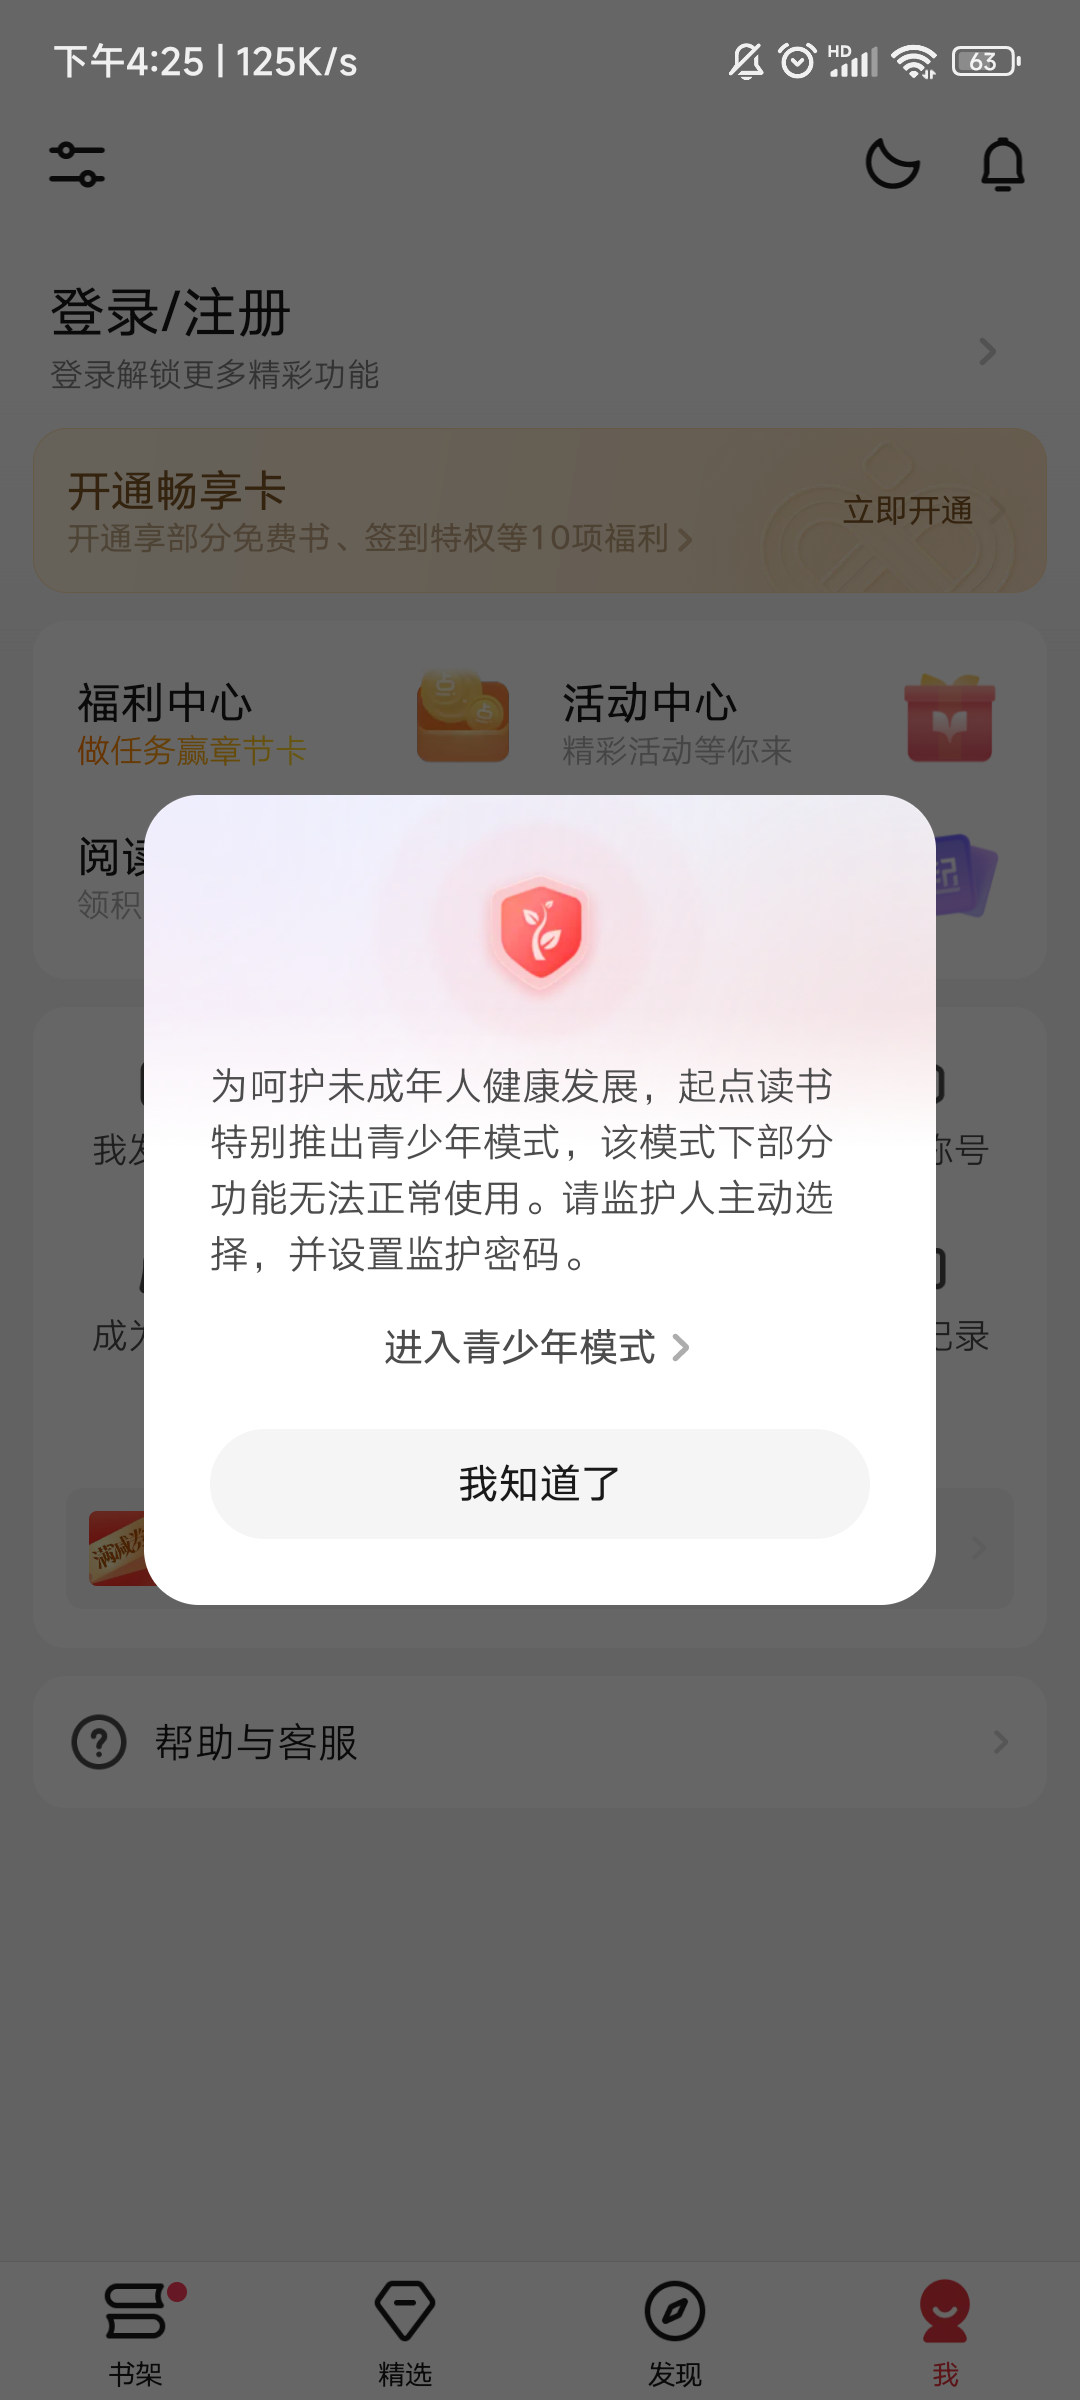 下午4:25 | 125K/s
HD
63
登录/注册
登录解锁更多精彩功能
开通畅享卡
开通享部分免费书、签到特权等10项福利
立即开通
福利中心
做任务赢章节卡
活动中心
精彩活动等你来
阅读
领积
为呵护未成年人健康发展，起点读书
特别推出青少年模式，该模式下部分
功能无法正常使用。请监护人主动选
择，并设置监护密码。
进入青少年模式
我知道了
我发
称号
成为
记录
满减券
帮助与客服
书架
精选
发现
我